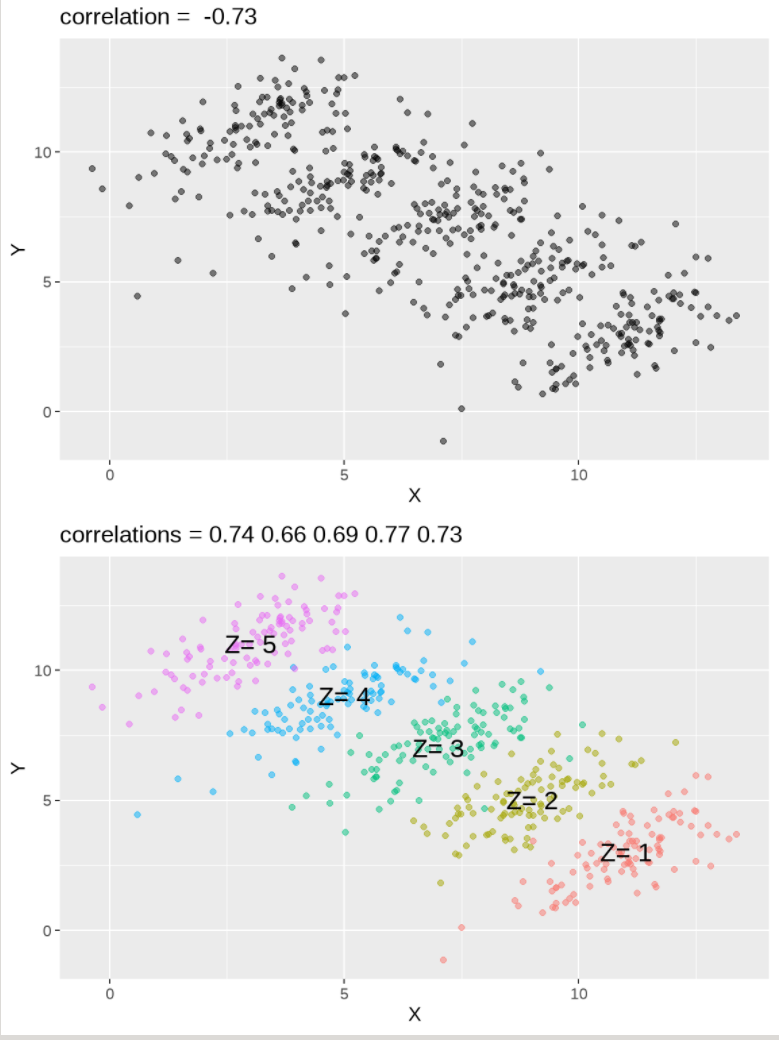 correlation =  -0.73
10
5
0
Y
0 5 10
X
correlations = 0.74 0.66 0.69 0.77 0.73
Z= 5
10
Z= 4
Z= 3
Y
5
Z= 2
Z= 1
0
0 5 10
X